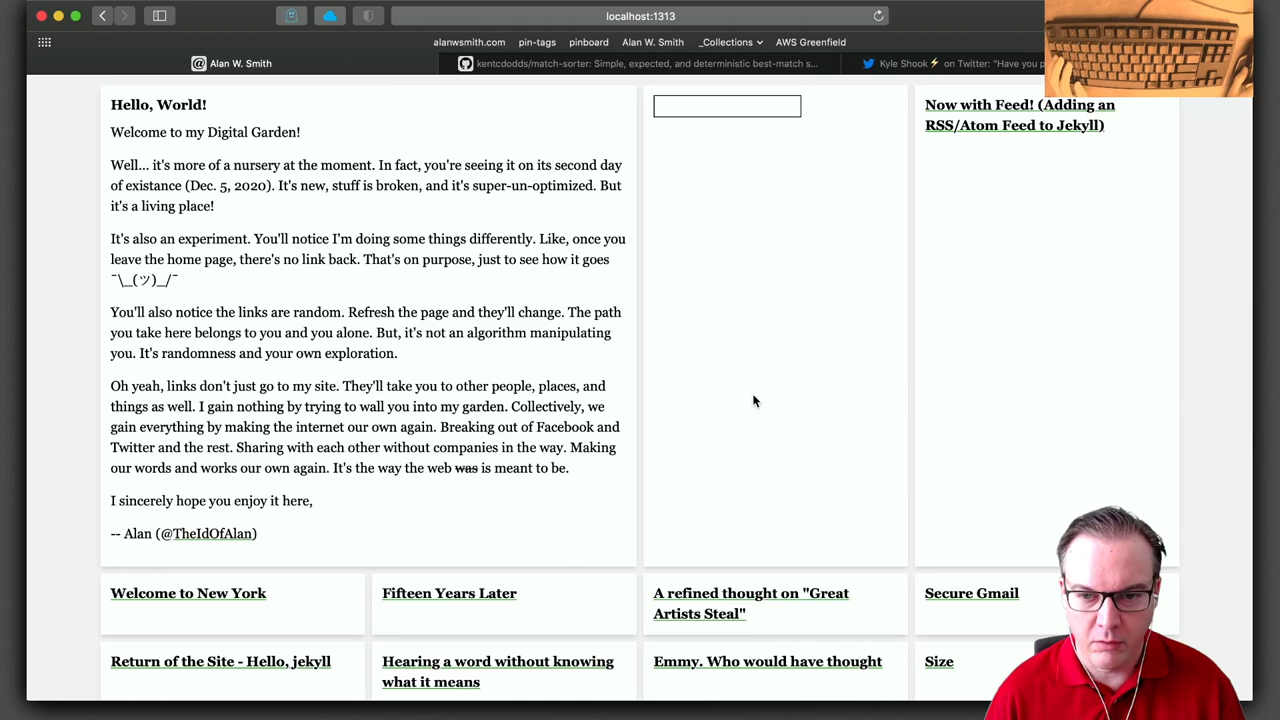 localhost:1313
alanwsmith.com pin-tags pinboard Alan W. Smith _Collections AWS Greenfield
Alan W. Smith
kentcdodds/match-sorter: Simple, expected, and deterministic best-match s...
Kyle Shook⚡ on Twitter: "Have you p
Hello, World!
Welcome to my Digital Garden!
Well... it's more of a nursery at the moment. In fact, you're seeing it on its second day
of existance (Dec. 5, 2020). It's new, stuff is broken, and it's super-un-optimized. But
it's a living place!
It's also an experiment. You'll notice I'm doing some things differently. Like, once you
leave the home page, there's no link back. That's on purpose, just to see how it goes
¯\_(ツ)_/¯
You'll also notice the links are random. Refresh the page and they'll change. The path
you take here belongs to you and you alone. But, it's not an algorithm manipulating
you. It's randomness and your own exploration.
Oh yeah, links don't just go to my site. They'll take you to other people, places, and
things as well. I gain nothing by trying to wall you into my garden. Collectively, we
gain everything by making the internet our own again. Breaking out of Facebook and
Twitter and the rest. Sharing with each other without companies in the way. Making
our words and works our own again. It's the way the web was is meant to be.
I sincerely hope you enjoy it here,
-- Alan (@TheIdOfAlan)
Now with Feed! (Adding an
RSS/Atom Feed to Jekyll)
Welcome to New York
Fifteen Years Later
A refined thought on "Great
Artists Steal"
Secure Gmail
Return of the Site - Hello, jekyll
Hearing a word without knowing
what it means
Emmy. Who would have thought
Size